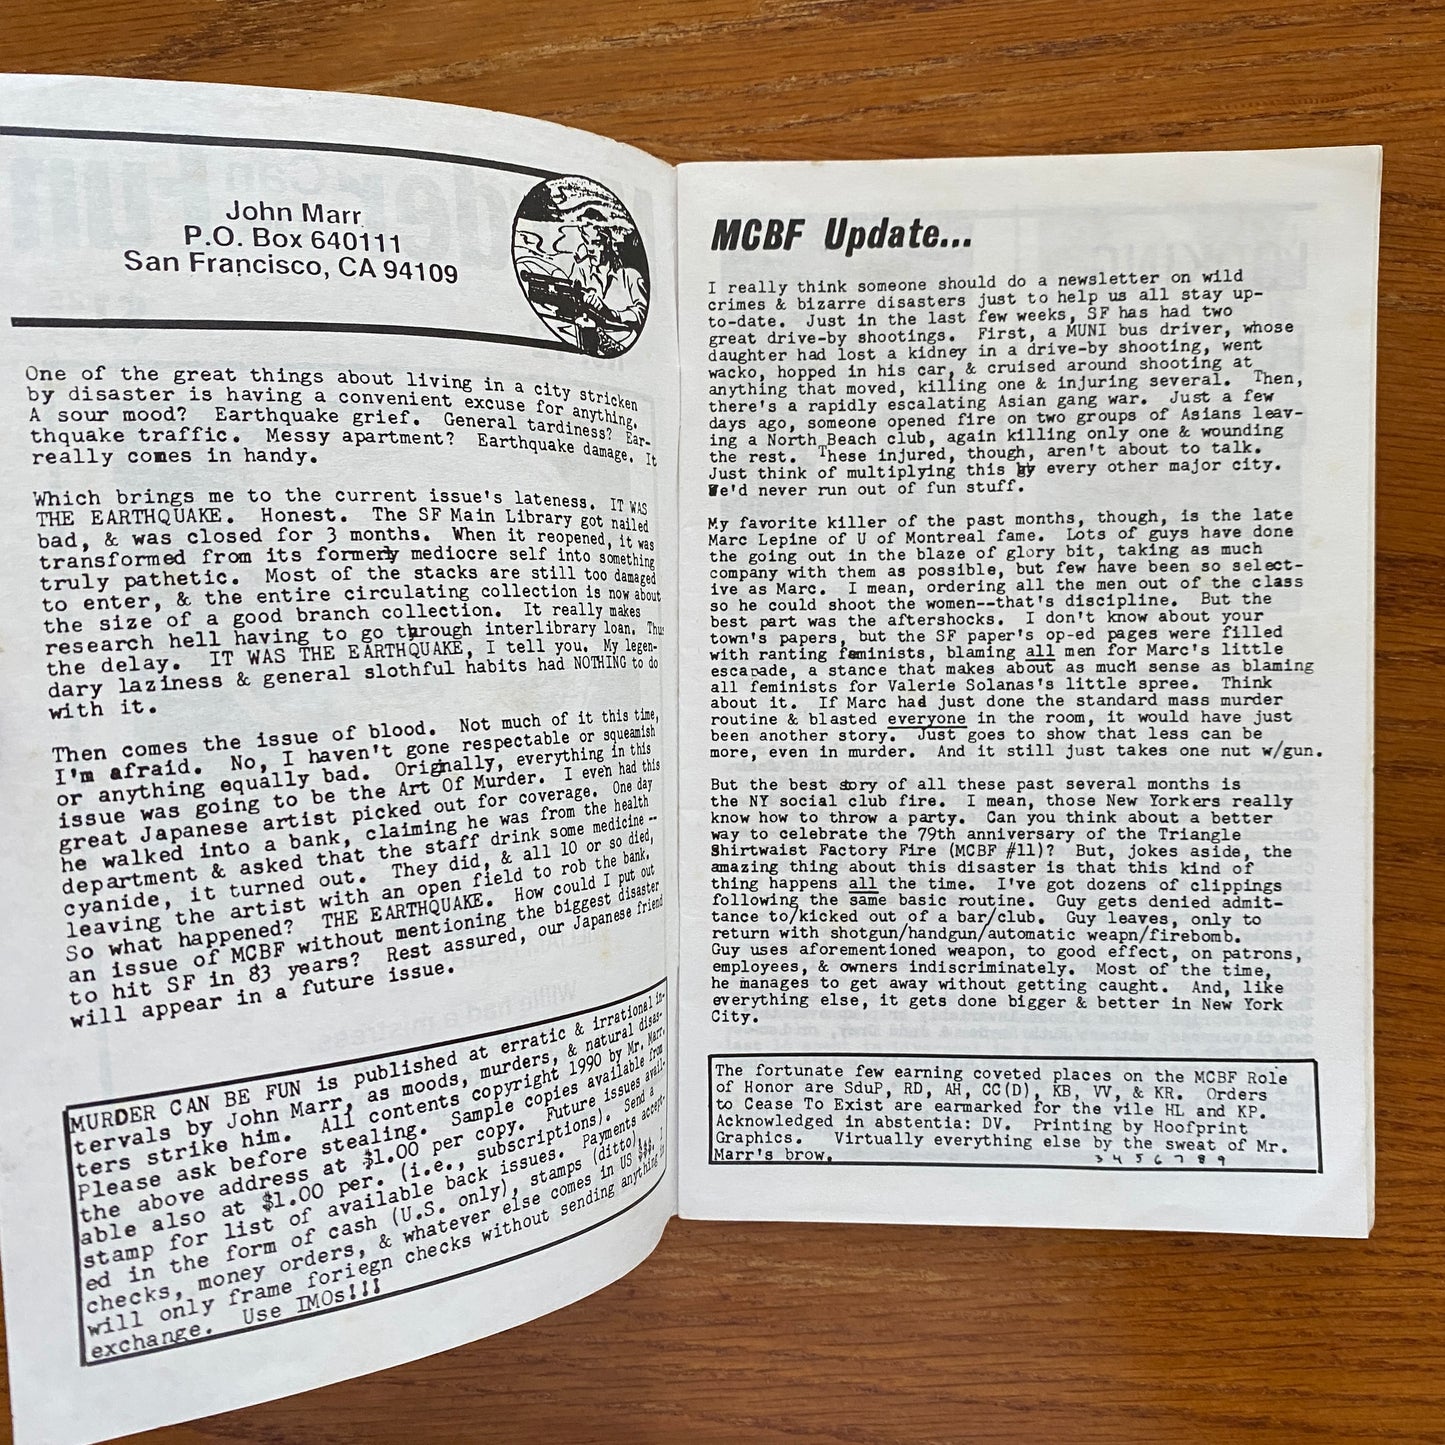 John Marr
P.O. Box 640111
San Francisco, CA 94109
One of the great things about living in a city stricken
by disaster is having a convenient excuse for anything.
A sour mood?  Earthquake grief.  General tardiness? Ear-
thquake traffic.  Messy apartment?  Earthquake damage.  It
really comes in handy.
Which brings me to the current issue's lateness. IT WAS
THE EARTHQUAKE.  Honest.  The SF Main Library got nailed
bad, & was closed for 3 months.  When it reopened, it was
transformed from its formerly mediocre self into something
truly pathetic.  Most of the stacks are still too damaged
to enter, & the entire circulating collection is now about
the size of a good branch collection.  It really makes
research hell having to go through interlibrary loan. Thus
the delay.  IT WAS THE EARTHQUAKE, I tell you. My legen-
dary laziness & general slothful habits had NOTHING to do
with it.
Then comes the issue of blood.  Not much of it this time,
I'm afraid.  No, I haven't gone respectable or squeamish
or anything equally bad.  Originally, everything in this
issue was going to be the Art Of Murder.  I even had this
great Japanese artist picked out for coverage.  One day
he walked into a bank, claiming he was from the health
department & asked that the staff drink some medicine--
cyanide, it turned out.  They did, & all 10 or so died,
leaving the artist with an open field to rob the bank.
So what happened?  THE EARTHQUAKE.  How could I put out
an issue of MCBF without mentioning the biggest disaster
to hit SF in 83 years?  Rest assured, our Japanese friend
will appear in a future issue.
MURDER CAN BE FUN is published at erratic & irrational in-
tervals by John Marr, as moods, murders, & natural disas-
ters strike him.  All contents copyright 1990 by Mr. Marr.
Please ask before stealing.  Sample copies available from
the above address at $1.00 per copy.  Future issues avail-
able also at $1.00 per. (i.e., subscriptions).  Send a
stamp for list of available back issues.  Payments accept-
ed in the form of cash (U.S. only), stamps (ditto),
checks, money orders, & whatever else comes in US $$$. I
will only frame foriegn checks without sending anything in
exchange.  Use IMOs!!!
MCBF Update...
I really think someone should do a newsletter on wild
crimes & bizarre disasters just to help us all stay up-
to-date.  Just in the last few weeks, SF has had two
great drive-by shootings.  First, a MUNI bus driver, whose
daughter had lost a kidney in a drive-by shooting, went
wacko, hopped in his car, & cruised around shooting at
anything that moved, killing one & injuring several.  Then,
there's a rapidly escalating Asian gang war.  Just a few
days ago, someone opened fire on two groups of Asians leav-
ing a North Beach club, again killing only one & wounding
the rest.  These injured, though, aren't about to talk.
Just think of multiplying this by every other major city.
We'd never run out of fun stuff.
My favorite killer of the past months, though, is the late
Marc Lepine of U of Montreal fame.  Lots of guys have done
the going out in the blaze of glory bit, taking as much
company with them as possible, but few have been so select-
ive as Marc.  I mean, ordering all the men out of the class
so he could shoot the women--that's discipline.  But the
best part was the aftershocks.  I don't know about your
town's papers, but the SF paper's op-ed pages were filled
with ranting feminists, blaming all men for Marc's little
escapade, a stance that makes about as much sense as blaming
all feminists for Valerie Solanas's little spree.  Think
about it.  If Marc had just done the standard mass murder
routine & blasted everyone in the room, it would have just
been another story.  Just goes to show that less can be
more, even in murder.  And it still just takes one nut w/gun.
But the best story of all these past several months is
the NY social club fire.  I mean, those New Yorkers really
know how to throw a party.  Can you think about a better
way to celebrate the 79th anniversary of the Triangle
Shirtwaist Factory Fire (MCBF #11)?  But, jokes aside, the
amazing thing about this disaster is that this kind of
thing happens all the time.  I've got dozens of clippings
following the same basic routine.  Guy gets denied admit-
tance to/kicked out of a bar/club.  Guy leaves, only to
return with shotgun/handgun/automatic weapn/firebomb.
Guy uses aforementioned weapon, to good effect, on patrons,
employees, & owners indiscriminately.  Most of the time,
he manages to get away without getting caught.  And, like
everything else, it gets done bigger & better in New York
City.
The fortunate few earning coveted places on the MCBF Role
of Honor are SduP, RD, AH, CC(D), KB, VV, & KR.  Orders
to Cease To Exist are earmarked for the vile HL and KP.
Acknowledged in abstentia: DV.  Printing by Hoofprint
Graphics.  Virtually everything else by the sweat of Mr.
Marr's brow.
3 4 5 6 7 8 9